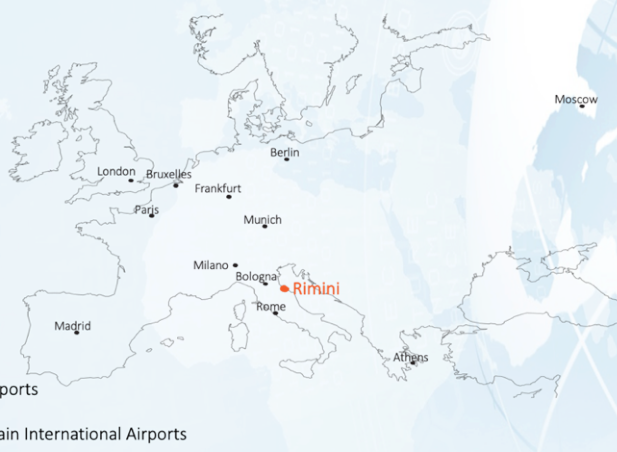 Moscow
Berlin
London
Bruxelles
Frankfurt
Paris
Munich
Milano
Bologna
Rimini
Rome
Madrid
Athens
ports
ain International Airports